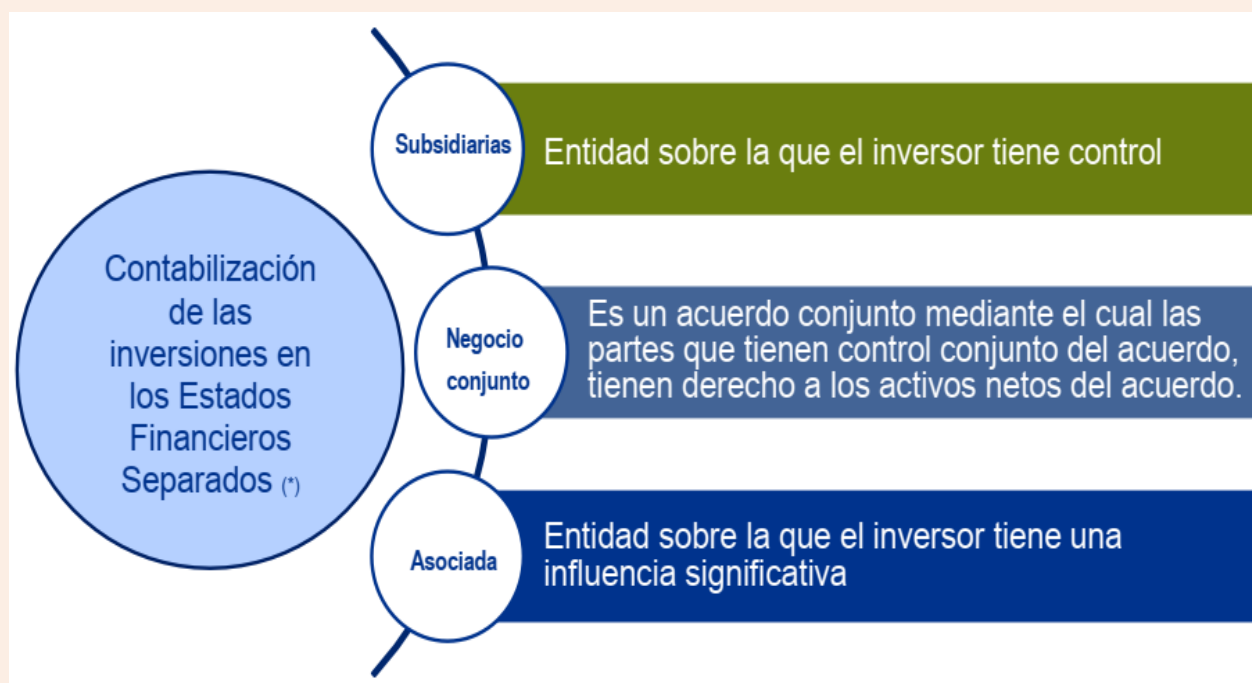 Contabilización
de las
inversiones en
los Estados
Financieros
Separados (*)
Subsidiarias
Entidad sobre la que el inversor tiene control
Negocio
conjunto
Es un acuerdo conjunto mediante el cual las
partes que tienen control conjunto del acuerdo,
tienen derecho a los activos netos del acuerdo.
Asociada
Entidad sobre la que el inversor tiene una
influencia significativa